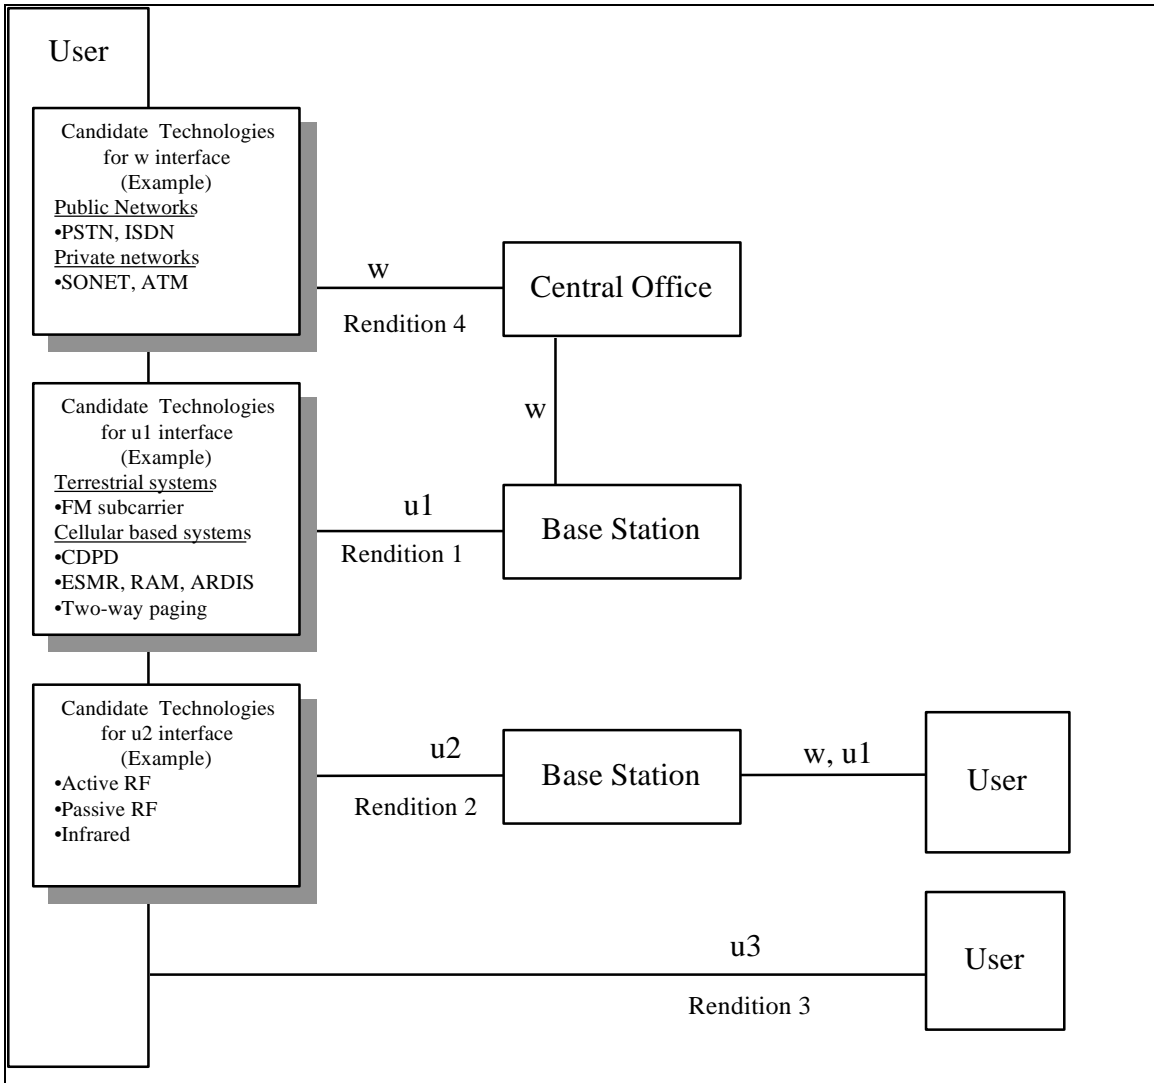 User
Candidate Technologies
for w interface
(Example)
Public Networks
•PSTN, ISDN
Private networks
•SONET, ATM
w
Rendition 4
Central Office
w
Candidate Technologies
for u1 interface
(Example)
Terrestrial systems
•FM subcarrier
Cellular based systems
•CDPD
•ESMR, RAM, ARDIS
•Two-way paging
u1
Rendition 1
Base Station
Candidate Technologies
for u2 interface
(Example)
•Active RF
•Passive RF
•Infrared
u2
Rendition 2
Base Station
w, u1
User
u3
Rendition 3
User